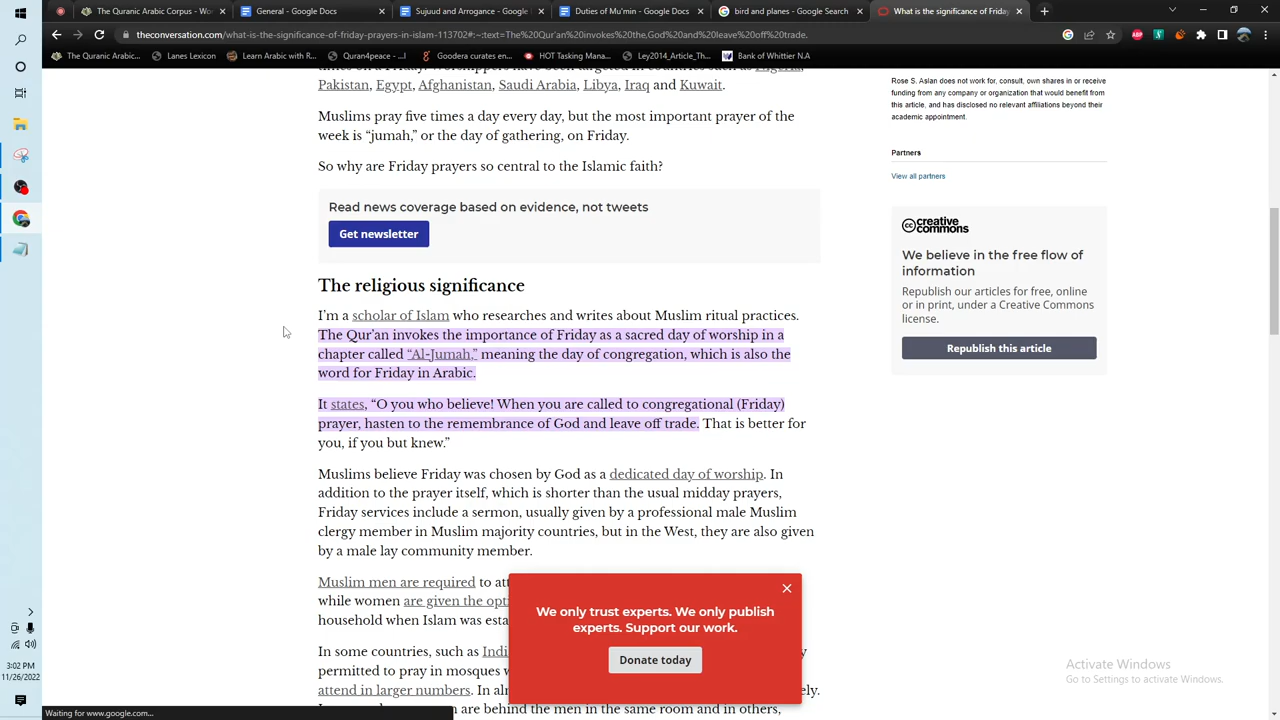 The Quranic Arabic Corpus - Wor
Friday and Arrogance - Google D
Surah Imran - Google Docs
Duties of Mu'min - Google Docs
bird and planes - Google Search
Friday prayers in Islam
theconversation.com/what-is-the-significance-of-friday-prayers-in-islam-113702#:~:text=The%20Qur'an%20invokes%20the,of%20God%20and%20leave%20off%20trade.
The Quranic Arabic...
Lanes Lexicon
Learn Arabic with R...
Quran4peace - ...
Goodera curates en...
HOT Tasking Mana...
Ley2014_Article_Th...
Bank of Whittier N.A
Pakistan, Egypt, Afghanistan, Saudi Arabia, Libya, Iraq and Kuwait.
Muslims pray five times a day every day, but the most important prayer of the
week is “jumah,” or the day of gathering, on Friday.
So why are Friday prayers so central to the Islamic faith?
Read news coverage based on evidence, not tweets
Get newsletter
The religious significance
I’m a scholar of Islam who researches and writes about Muslim ritual practices.
The Qur’an invokes the importance of Friday as a sacred day of worship in a
chapter called “Al-Jumah,” meaning the day of congregation, which is also the
word for Friday in Arabic.
It states, “O you who believe! When you are called to congregational (Friday)
prayer, hasten to the remembrance of God and leave off trade. That is better for
you, if you but knew.”
Muslims believe Friday was chosen by God as a dedicated day of worship. In
addition to the prayer itself, which is shorter than the usual midday prayers,
Friday services include a sermon, usually given by a professional male Muslim
clergy member in Muslim majority countries, but in the West, they are also given
by a male lay community member.
Muslim men are required to att
while women are given the opti
household when Islam was esta
In some countries, such as Indi
permitted to pray in mosques w
attend in larger numbers. In al
are behind the men in the same room and in others,
We only trust experts. We only publish
experts. Support our work.
Donate today
Rose S. Aslan does not work for, consult, own shares in or receive
funding from any company or organization that would benefit from
this article, and has disclosed no relevant affiliations beyond their
academic appointment.
Partners
View all partners
creative
commons
We believe in the free flow of
information
Republish our articles for free, online
or in print, under a Creative Commons
license.
Republish this article
Activate Windows
Go to Settings to activate Windows.
3:02 PM
11/26/2022
Waiting for www.google.com...